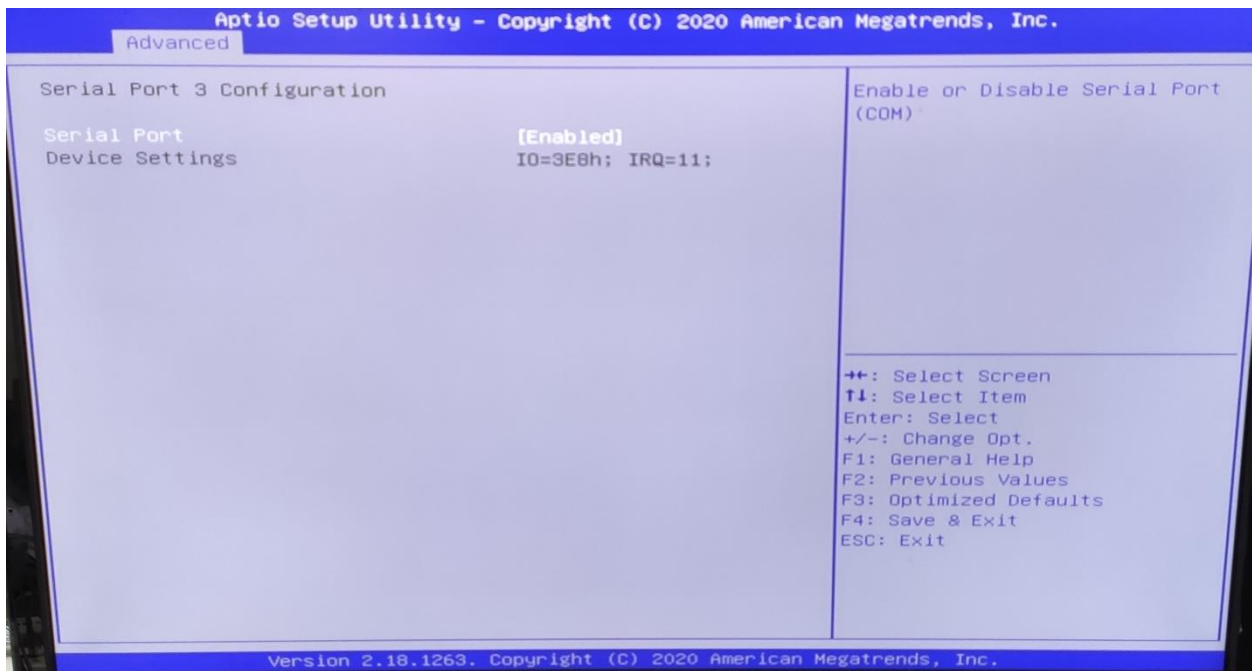 Aptio Setup Utility - Copyright (C) 2020 American Megatrends, Inc.
Advanced
Serial Port 3 Configuration
Serial Port [Enabled]
Device Settings IO=3E8h; IRQ=11;
Enable or Disable Serial Port
(COM)
→←: Select Screen
↑↓: Select Item
Enter: Select
+/-: Change Opt.
F1: General Help
F2: Previous Values
F3: Optimized Defaults
F4: Save & Exit
ESC: Exit
Version 2.18.1263. Copyright (C) 2020 American Megatrends, Inc.